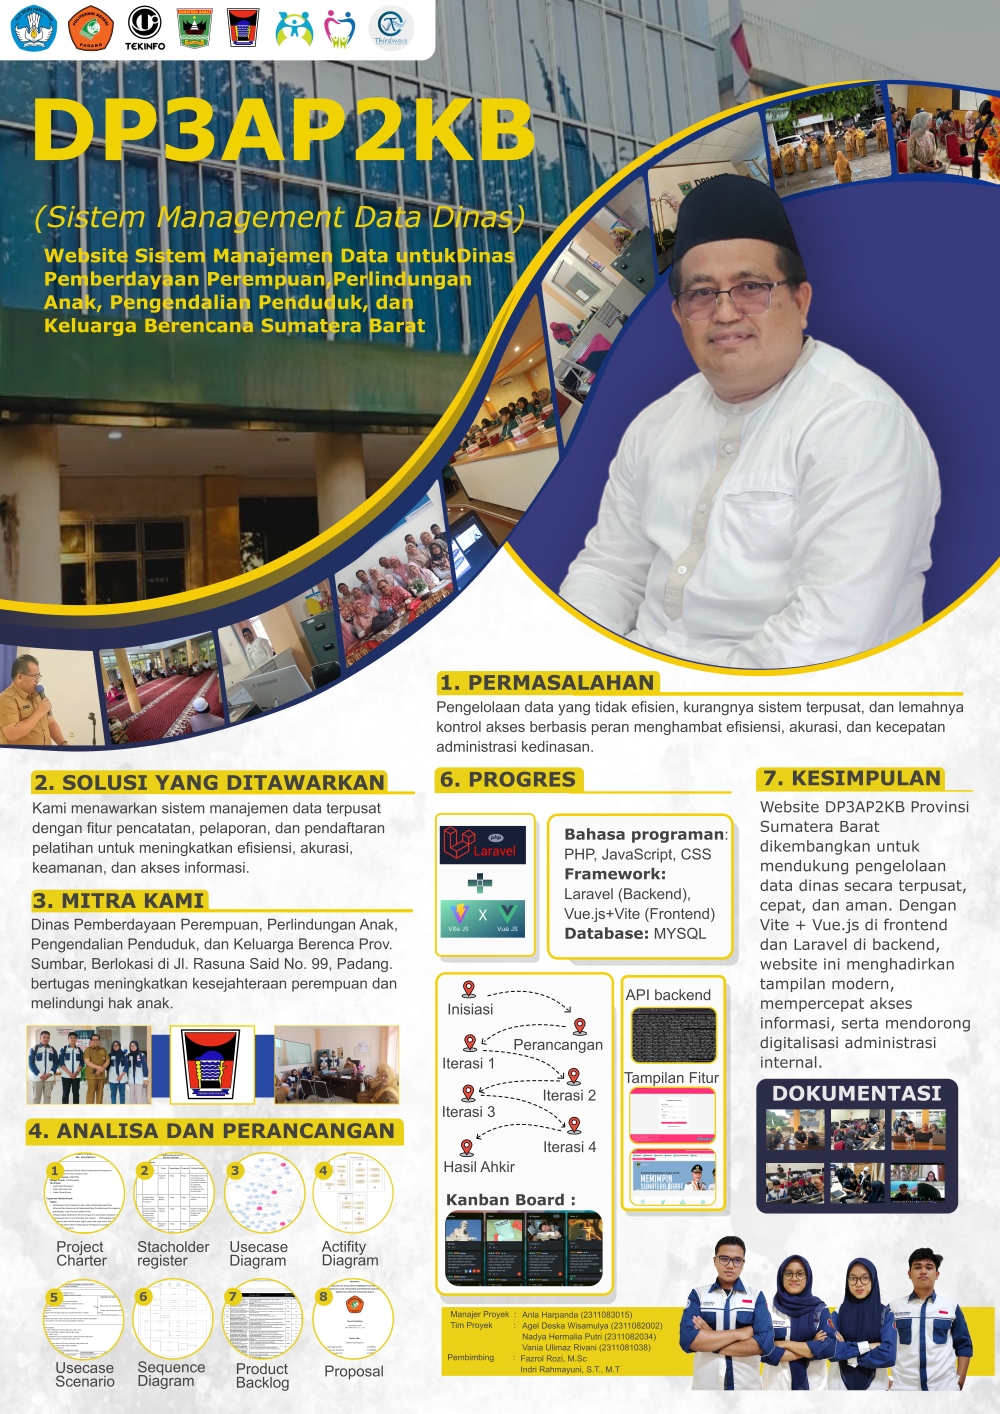 TEKINFO
DP3AP2KB
(Sistem Management Data Dinas)
Website Sistem Manajemen Data untukDinas
Pemberdayaan Perempuan,Perlindungan
Anak, Pengendalian Penduduk, dan
Keluarga Berencana Sumatera Barat
1. PERMASALAHAN
Pengelolaan data yang tidak efisien, kurangnya sistem terpusat, dan lemahnya
kontrol akses berbasis peran menghambat efisiensi, akurasi, dan kecepatan
administrasi kedinasan.
2. SOLUSI YANG DITAWARKAN
Kami menawarkan sistem manajemen data terpusat
dengan fitur pencatatan, pelaporan, dan pendaftaran
pelatihan untuk meningkatkan efisiensi, akurasi,
keamanan, dan akses informasi.
3. MITRA KAMI
Dinas Pemberdayaan Perempuan, Perlindungan Anak,
Pengendalian Penduduk, dan Keluarga Berenca Prov.
Sumbar, Berlokasi di Jl. Rasuna Said No. 99, Padang.
bertugas meningkatkan kesejahteraan perempuan dan
melindungi hak anak.
4. ANALISA DAN PERANCANGAN
1
Project
Charter
2
Stacholder
register
3
Usecase
Diagram
4
Actifity
Diagram
5
Usecase
Scenario
6
Sequence
Diagram
7
Product
Backlog
8
Proposal
6. PROGRES
php
Laravel
X
Vite JS
Vue JS
Bahasa programan:
PHP, JavaScript, CSS
Framework:
Laravel (Backend),
Vue.js+Vite (Frontend)
Database: MYSQL
Inisiasi
Perancangan
Iterasi 1
Iterasi 2
Iterasi 3
Iterasi 4
Hasil Ahkir
Kanban Board :
API backend
Tampilan Fitur
MEMIMPIN
SUMATERA BARAT
7. KESIMPULAN
Website DP3AP2KB Provinsi
Sumatera Barat
dikembangkan untuk
mendukung pengelolaan
data dinas secara terpusat,
cepat, dan aman. Dengan
Vite + Vue.js di frontend
dan Laravel di backend,
website ini menghadirkan
tampilan modern,
mempercepat akses
informasi, serta mendorong
digitalisasi administrasi
internal.
DOKUMENTASI
Manajer Proyek : Anla Harpanda (2311083015)
Tim Proyek : Agel Deska Wisamulya (2311082002)
Nadya Hermalia Putri (2311082034)
Vania Ulimaz Rivani (2311081038)
Pembimbing : Fazrol Rozi, M.Sc
Indri Rahmayuni, S.T., M.T